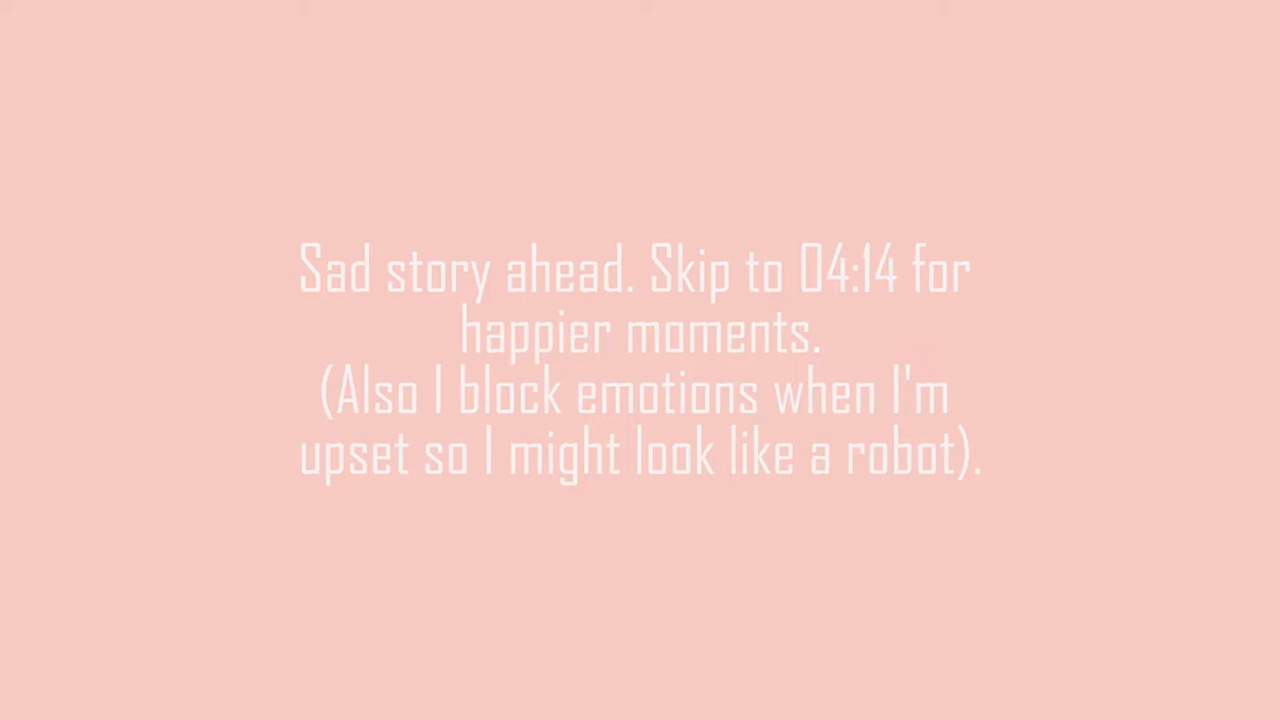 Sad story ahead. Skip to 04:14 for
happier moments.
(Also I block emotions when I'm
upset so I might look like a robot).